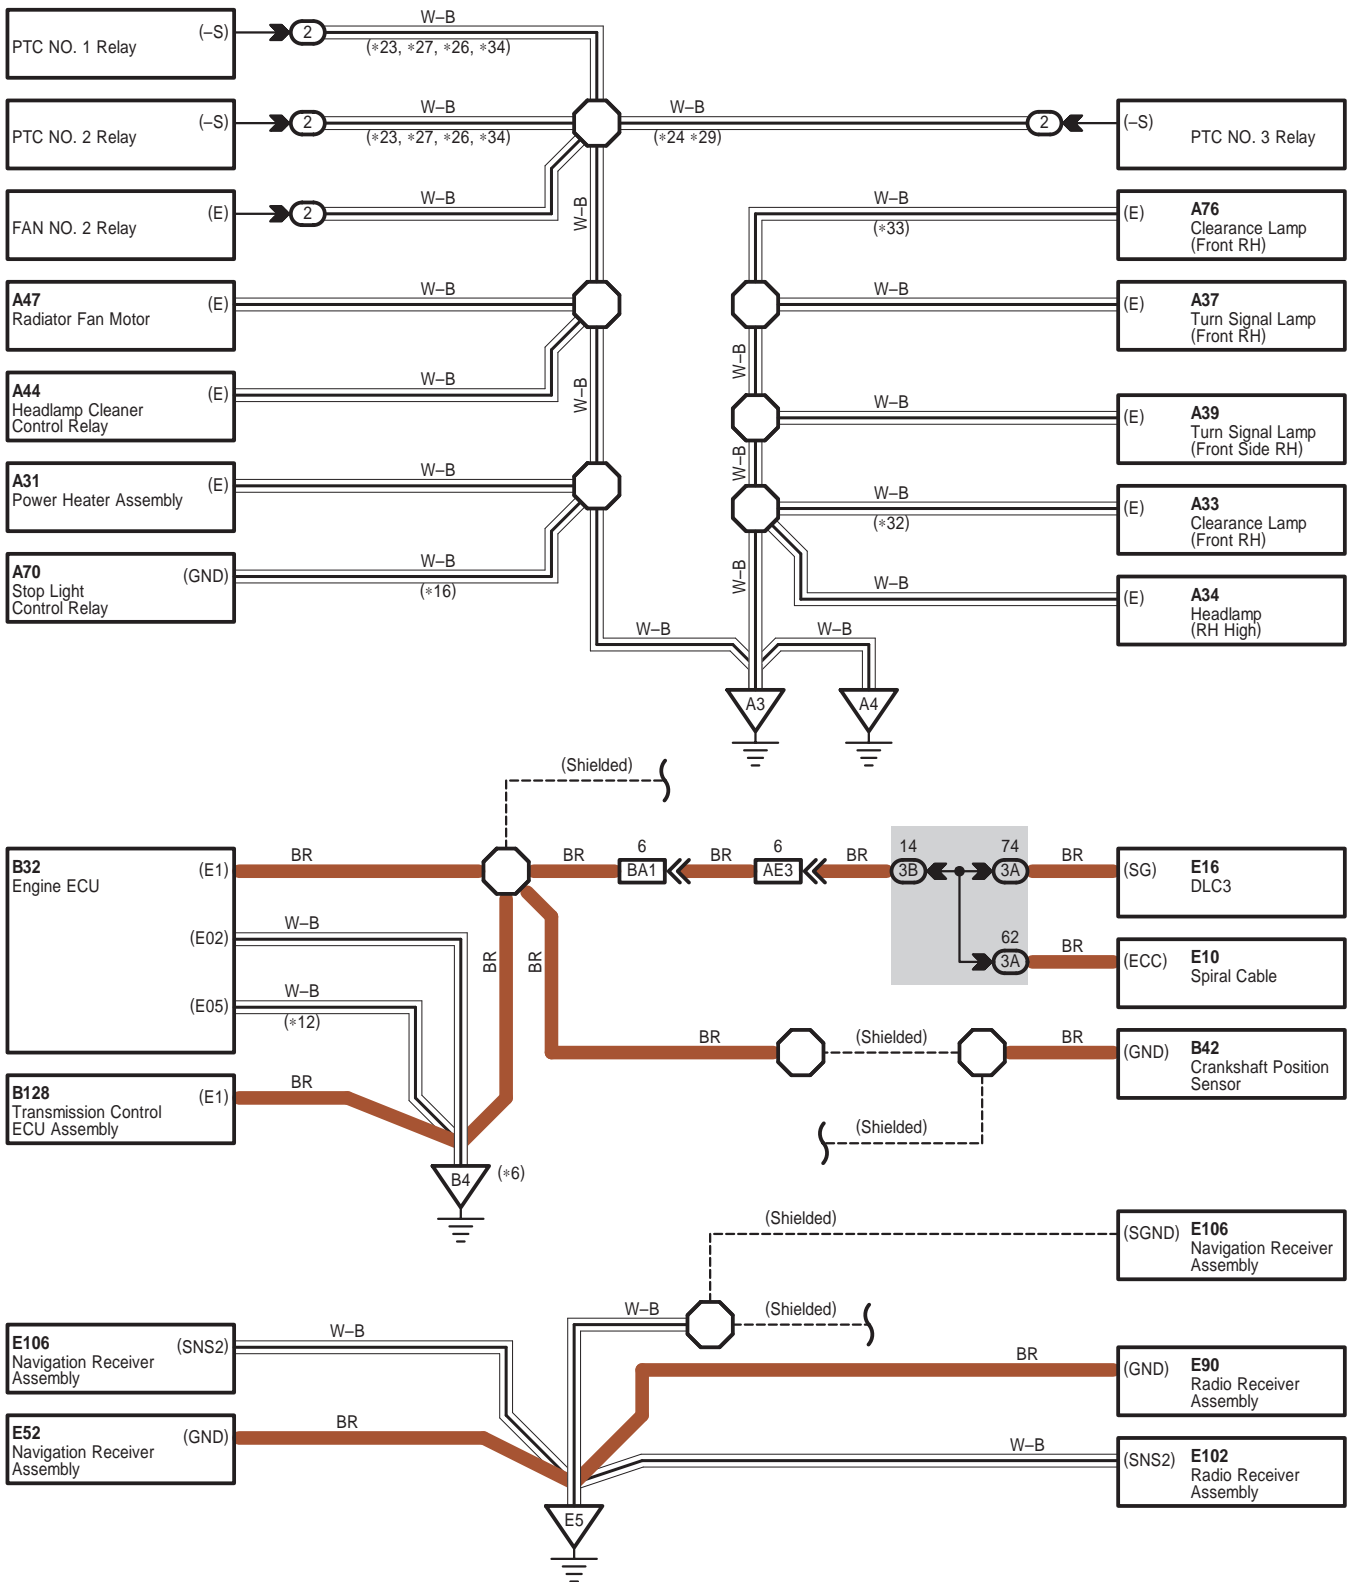 PTC NO. 1 Relay
(–S)
2
W–B
(*23, *27, *26, *34)
PTC NO. 2 Relay
(–S)
2
W–B
(*23, *27, *26, *34)
W–B
(*24 *29)
2
(–S)
PTC NO. 3 Relay
FAN NO. 2 Relay
(E)
2
W–B
W–B
W–B
(*33)
(E)
A76
Clearance Lamp
(Front RH)
A47
Radiator Fan Motor
(E)
W–B
W–B
(E)
A37
Turn Signal Lamp
(Front RH)
W–B
A44
Headlamp Cleaner
Control Relay
(E)
W–B
W–B
W–B
(E)
A39
Turn Signal Lamp
(Front Side RH)
W–B
A31
Power Heater Assembly
(E)
W–B
W–B
(*32)
(E)
A33
Clearance Lamp
(Front RH)
A70
Stop Light
Control Relay
(GND)
W–B
(*16)
W–B
W–B
(E)
A34
Headlamp
(RH High)
W–B
W–B
A3
A4
(Shielded)
B32
Engine ECU
(E1)
BR
BR
6
BA1
BR
6
AE3
BR
14
3B
74
3A
BR
(SG)
E16
DLC3
(E02)
W–B
BR
BR
62
3A
BR
(ECC)
E10
Spiral Cable
(E05)
W–B
(*12)
BR
(Shielded)
BR
(GND)
B42
Crankshaft Position
Sensor
B128
Transmission Control
ECU Assembly
(E1)
BR
(Shielded)
B4
(*6)
(Shielded)
(SGND)
E106
Navigation Receiver
Assembly
W–B
(Shielded)
E106
Navigation Receiver
Assembly
(SNS2)
W–B
BR
(GND)
E90
Radio Receiver
Assembly
E52
Navigation Receiver
Assembly
(GND)
BR
W–B
(SNS2)
E102
Radio Receiver
Assembly
E5